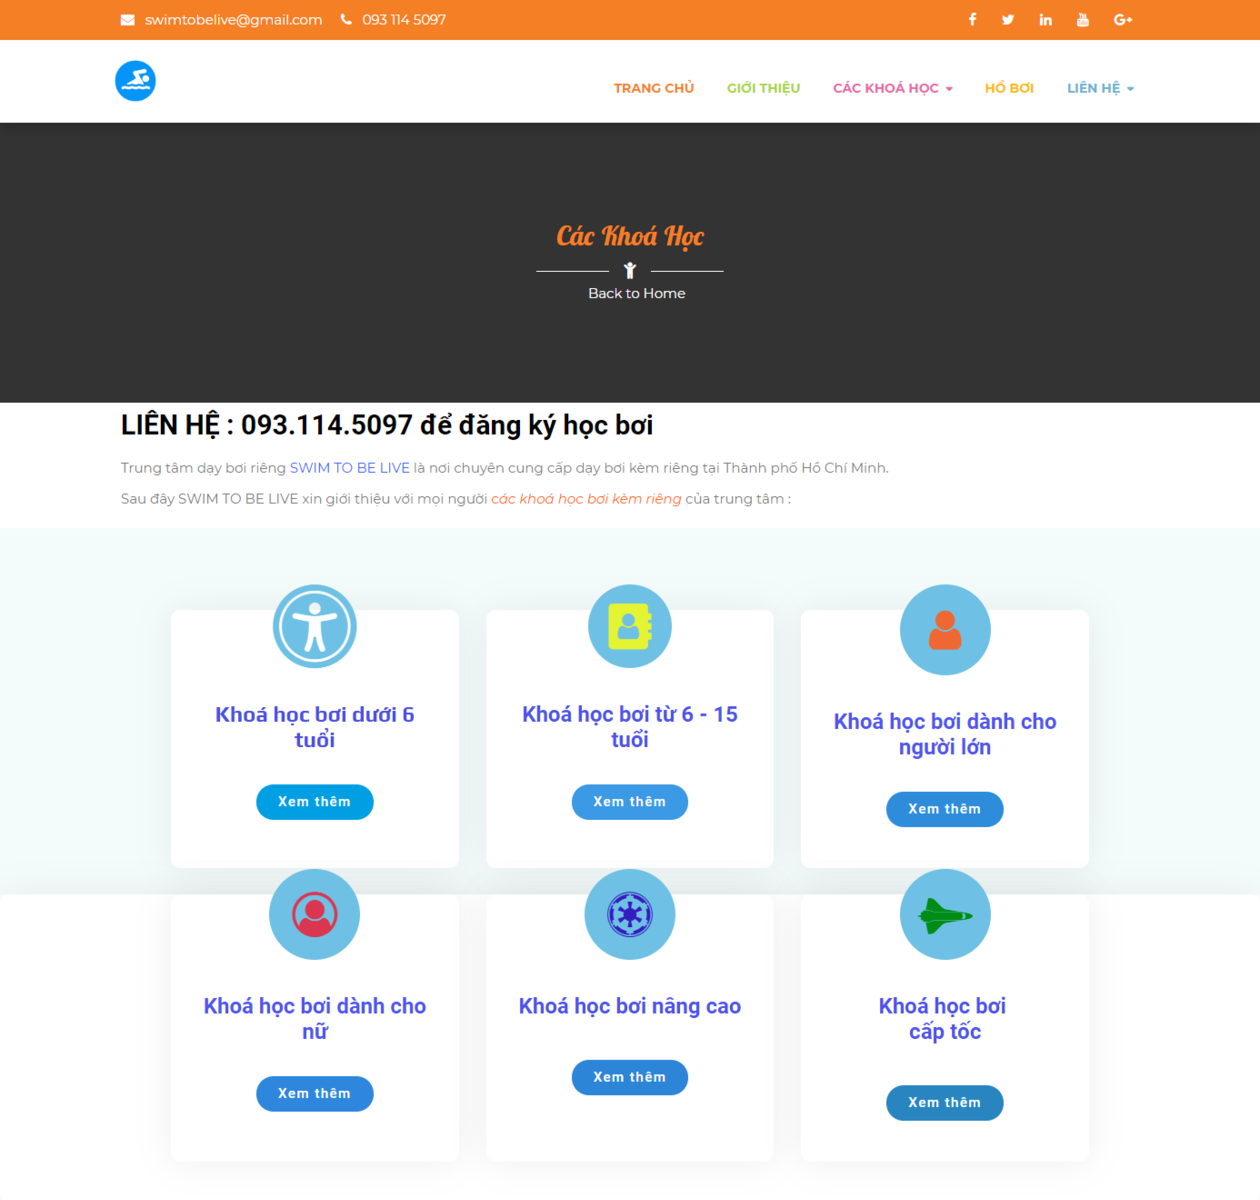 swimtobelive@gmail.com 093 114 5097
TRANG CHỦ GIỚI THIỆU CÁC KHOÁ HỌC HỒ BƠI LIÊN HỆ
Các Khoá Học
Back to Home
LIÊN HỆ : 093.114.5097 để đăng ký học bơi
Trung tâm dạy bơi riêng SWIM TO BE LIVE là nơi chuyên cung cấp dạy bơi kèm riêng tại Thành phố Hồ Chí Minh.
Sau đây SWIM TO BE LIVE xin giới thiệu với mọi người các khoá học bơi kèm riêng của trung tâm :
Khoá học bơi dưới 6
tuổi
Xem thêm
Khoá học bơi từ 6 - 15
tuổi
Xem thêm
Khoá học bơi dành cho
người lớn
Xem thêm
Khoá học bơi dành cho
nữ
Xem thêm
Khoá học bơi nâng cao
Xem thêm
Khoá học bơi
cấp tốc
Xem thêm